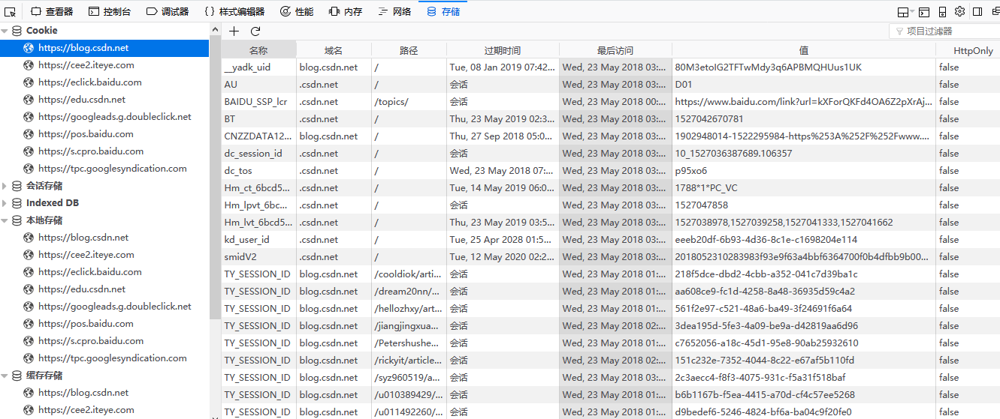 查看器 控制台 调试器 样式编辑器 性能 内存 网络 存储
项目过滤器
Cookie
https://blog.csdn.net
https://cee2.iteye.com
https://eclick.baidu.com
https://edu.csdn.net
https://googleads.g.doubleclick.net
https://pos.baidu.com
https://s.cpro.baidu.com
https://tpc.googlesyndication.com
会话存储
Indexed DB
本地存储
https://blog.csdn.net
https://cee2.iteye.com
https://eclick.baidu.com
https://edu.csdn.net
https://googleads.g.doubleclick.net
https://pos.baidu.com
https://s.cpro.baidu.com
https://tpc.googlesyndication.com
缓存存储
https://blog.csdn.net
https://cee2.iteye.com
名称 域名 路径 过期时间 最后访问 值 HttpOnly
__yadk_uid blog.csdn.net / Tue, 08 Jan 2019 07:42... Wed, 23 May 2018 03:... 80M3etoIG2TFTwMdy3q6APBMQHUus1UK false
AU .csdn.net / 会话 Wed, 23 May 2018 03:... D01 false
BAIDU_SSP_lcr .csdn.net /topics/ 会话 Wed, 23 May 2018 00:... https://www.baidu.com/link?url=kXForQKFd4OA6Z2pXrAj... false
BT .csdn.net / Thu, 23 May 2019 02:3... Wed, 23 May 2018 03:... 1527042670781 false
CNZZDATA12... blog.csdn.net / Thu, 27 Sep 2018 05:0... Wed, 23 May 2018 03:... 1902948014-1522295984-https%253A%252F%252Fwww.... false
dc_session_id .csdn.net / 会话 Wed, 23 May 2018 03:... 10_1527036387689.106357 false
dc_tos .csdn.net / Wed, 23 May 2018 07:... Wed, 23 May 2018 03:... p95xo6 false
Hm_ct_6bcd5... .csdn.net / Tue, 14 May 2019 06:0... Wed, 23 May 2018 03:... 1788*1*PC_VC false
Hm_lpvt_6bc... .csdn.net / 会话 Wed, 23 May 2018 03:... 1527047858 false
Hm_lvt_6bcd5... .csdn.net / Thu, 23 May 2019 03:5... Wed, 23 May 2018 03:... 1527038978,1527039258,1527041333,1527041662 false
kd_user_id .csdn.net / Tue, 25 Apr 2028 01:5... Wed, 23 May 2018 03:... eeeb20df-6b93-4d36-8c1e-c1698204e114 false
smidV2 .csdn.net / Tue, 12 May 2020 02:2... Wed, 23 May 2018 03:... 2018052310283983f93e9f63a4bbf6364700f0b4dfbb9b00... false
TY_SESSION_ID blog.csdn.net /cooldiok/arti... 会话 Wed, 23 May 2018 01:... 218f5dce-dbd2-4cbb-a352-041c7d39ba1c false
TY_SESSION_ID blog.csdn.net /dream20nn/... 会话 Wed, 23 May 2018 01:... aa608ce9-fc1d-4258-8a48-36935d59c4a2 false
TY_SESSION_ID blog.csdn.net /hellozhxy/art... 会话 Wed, 23 May 2018 01:... 561f2e97-c521-48a6-ba49-3f24691f6a64 false
TY_SESSION_ID blog.csdn.net /jiangjingxua... 会话 Wed, 23 May 2018 02:... 3dea195d-5fe3-4a09-be9a-d42819aa6d96 false
TY_SESSION_ID blog.csdn.net /Petershushe... 会话 Wed, 23 May 2018 01:... c7652056-a18c-45d1-95e8-90ab25932610 false
TY_SESSION_ID blog.csdn.net /rickyit/article... 会话 Wed, 23 May 2018 02:... 151c232e-7352-4044-8c22-e67af5b110fd false
TY_SESSION_ID blog.csdn.net /syz960519/a... 会话 Wed, 23 May 2018 03:... 2c3aecc4-f8f3-4075-931c-f5a31f518baf false
TY_SESSION_ID blog.csdn.net /u010389429/... 会话 Wed, 23 May 2018 01:... b6b1167b-f5ea-4415-a70d-cf4c57ee5268 false
TY_SESSION_ID blog.csdn.net /u011492260/... 会话 Wed, 23 May 2018 01:... d9bedef6-5246-4824-bf6a-ba04c9f20fe0 false